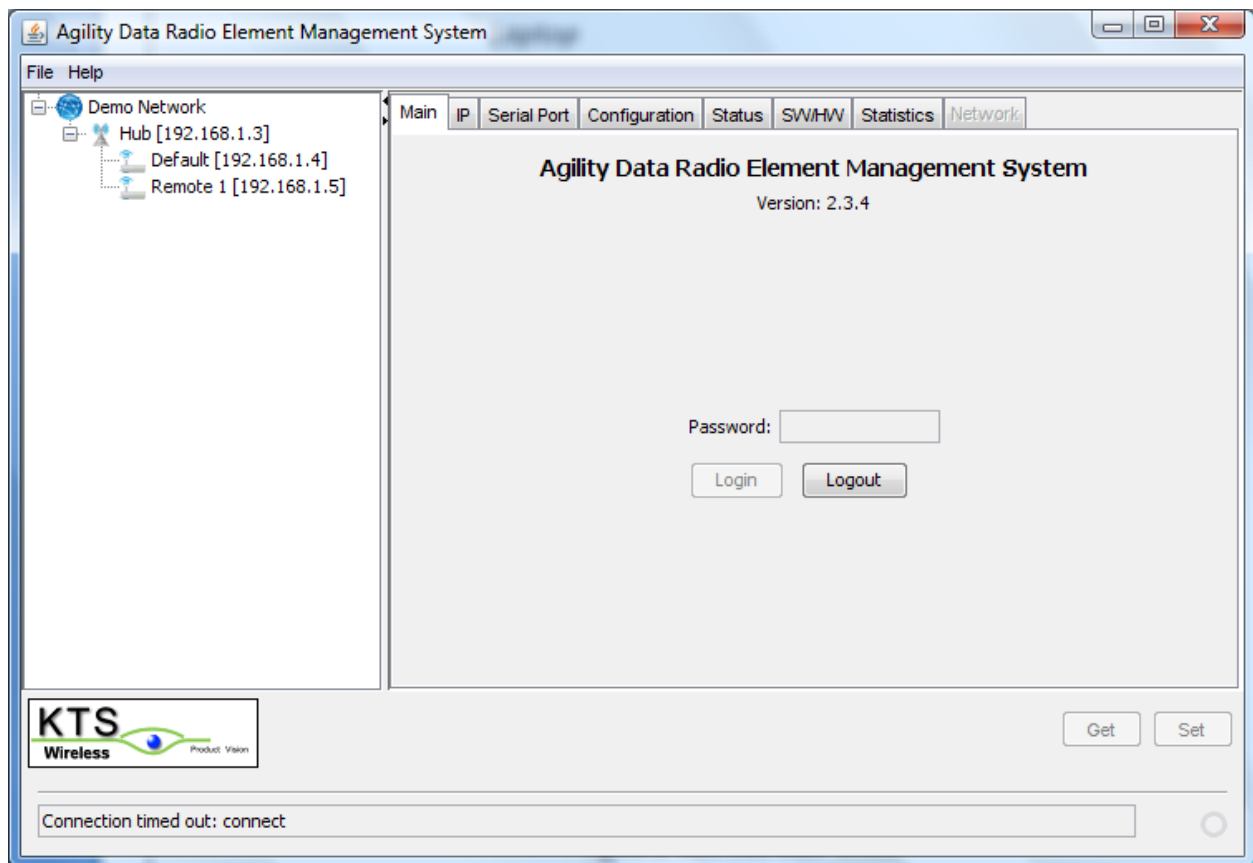 Agility Data Radio Element Management System
File Help
Demo Network
Hub [192.168.1.3]
Default [192.168.1.4]
Remote 1 [192.168.1.5]
Main IP Serial Port Configuration Status SW/HW Statistics Network
Agility Data Radio Element Management System
Version: 2.3.4
Password:
Login Logout
KTS
Wireless
Product Vision
Get Set
Connection timed out: connect